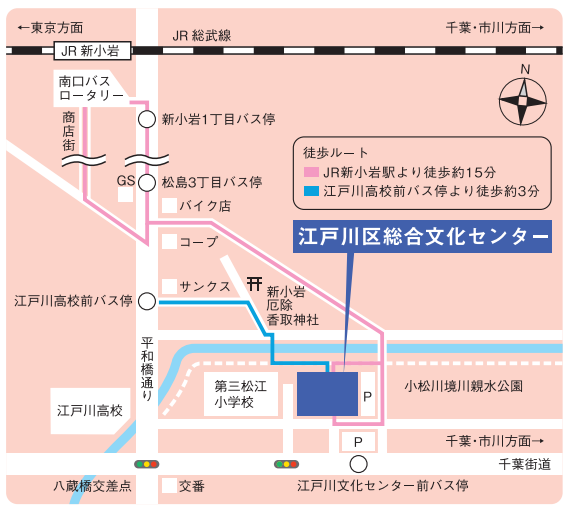 ←東京方面
JR 総武線
千葉・市川方面→
JR 新小岩
南口バス
ロータリー
N
商店街
新小岩1丁目バス停
徒歩ルート
JR新小岩駅より徒歩約15分
江戸川高校前バス停より徒歩約3分
GS
松島3丁目バス停
バイク店
江戸川区総合文化センター
コープ
サンクス
江戸川高校前バス停
新小岩
厄除
香取神社
平和橋通り
第三松江
小学校
P
小松川境川親水公園
江戸川高校
P
千葉・市川方面→
千葉街道
八蔵橋交差点
交番
江戸川文化センター前バス停